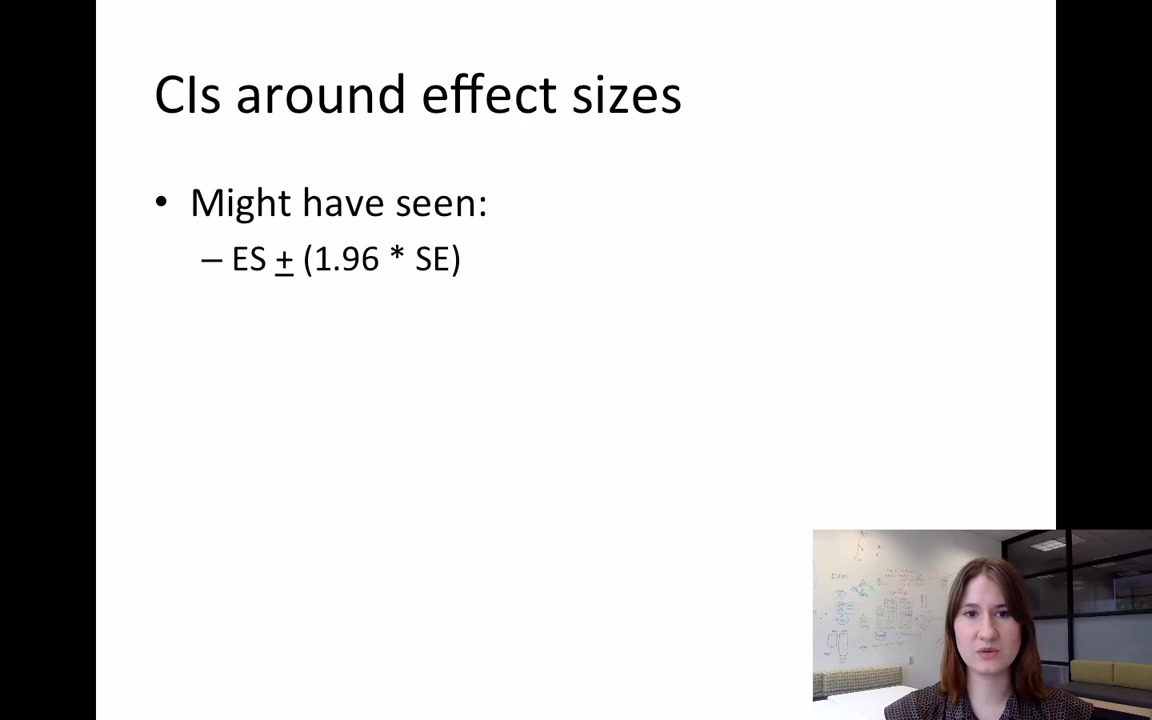 CIs around effect sizes
• Might have seen:
– ES ± (1.96 * SE)